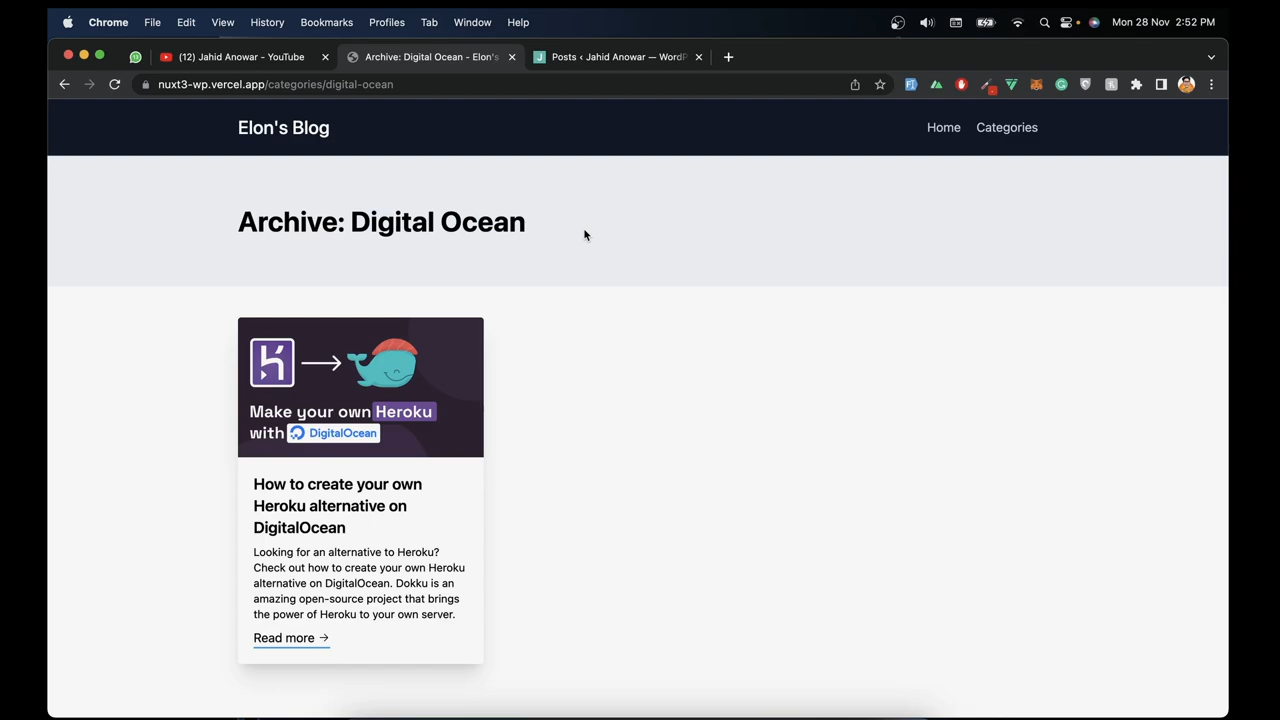 Chrome File Edit View History Bookmarks Profiles Tab Window Help Mon 28 Nov 2:52 PM
(12) Jahid Anowar - YouTube Archive: Digital Ocean - Elon's Posts ‹ Jahid Anowar — WordP
nuxt3-wp.vercel.app/categories/digital-ocean
Elon's Blog Home Categories
Archive: Digital Ocean
Make your own Heroku
with DigitalOcean
How to create your own
Heroku alternative on
DigitalOcean
Looking for an alternative to Heroku?
Check out how to create your own Heroku
alternative on DigitalOcean. Dokku is an
amazing open-source project that brings
the power of Heroku to your own server.
Read more →